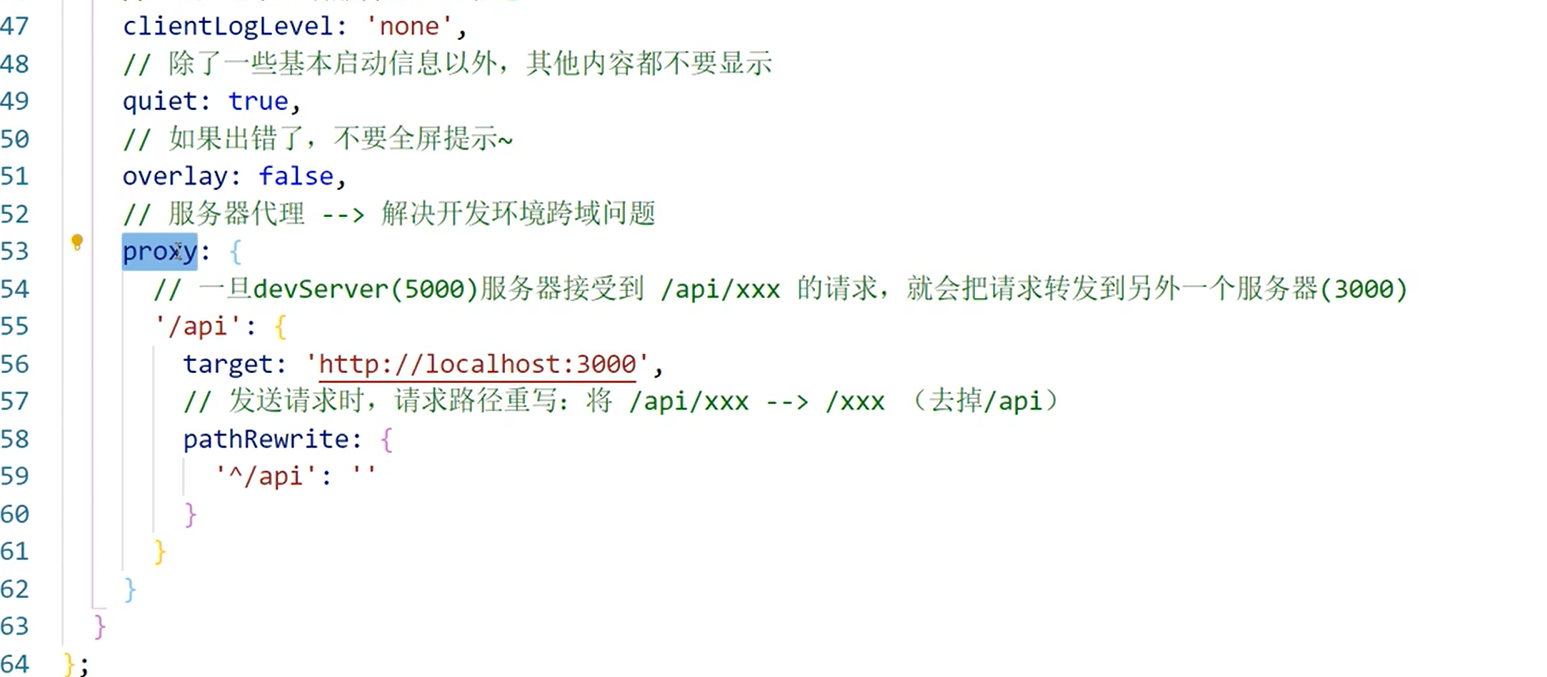 47 clientLogLevel: 'none',
48 // 除了一些基本启动信息以外，其他内容都不要显示
49 quiet: true,
50 // 如果出错了，不要全屏提示~
51 overlay: false,
52 // 服务器代理 --> 解决开发环境跨域问题
53 proxy: {
54 // 一旦devServer(5000)服务器接受到 /api/xxx 的请求，就会把请求转发到另外一个服务器(3000)
55 '/api': {
56 target: 'http://localhost:3000',
57 // 发送请求时，请求路径重写：将 /api/xxx --> /xxx （去掉/api）
58 pathRewrite: {
59 '^/api': ''
60 }
61 }
62 }
63 }
64 };